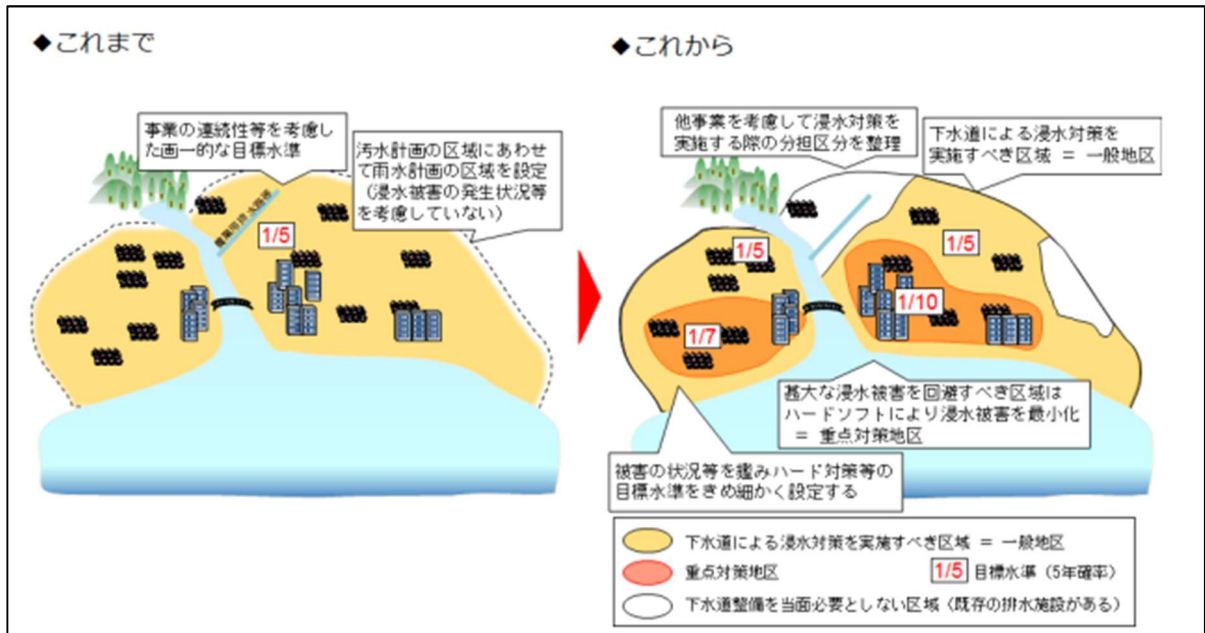 ◆これまで
事業の連続性等を考慮し
た画一的な目標水準
汚水計画の区域にあわせ
て雨水計画の区域を設定
（浸水被害の発生状況等
を考慮していない）
農業用排水路等
1/5
◆これから
他事業を考慮して浸水対策を
実施する際の分担区分を整理
下水道による浸水対策を
実施すべき区域 ＝ 一般地区
1/5
1/5
1/10
1/7
甚大な浸水被害を回避すべき区域は
ハードソフトにより浸水被害を最小化
＝ 重点対策地区
被害の状況等を鑑みハード対策等の
目標水準をきめ細かく設定する
下水道による浸水対策を実施すべき区域 ＝ 一般地区
重点対策地区
1/5 目標水準（5年確率）
下水道整備を当面必要としない区域（既存の排水施設がある）